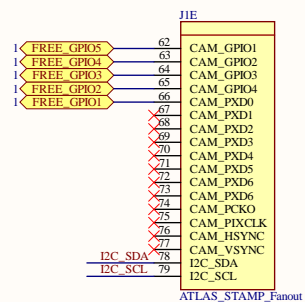 J1E
1 FREE_GPIO5 62 CAM_GPIO1
1 FREE_GPIO4 63 CAM_GPIO2
1 FREE_GPIO3 64 CAM_GPIO3
1 FREE_GPIO2 65 CAM_GPIO4
1 FREE_GPIO1 66 CAM_PXD0
67 CAM_PXD1
68 CAM_PXD2
69 CAM_PXD3
70 CAM_PXD4
71 CAM_PXD5
72 CAM_PXD6
73 CAM_PXD6
74 CAM_PCKO
75 CAM_PIXCLK
76 CAM_HSYNC
77 CAM_VSYNC
I2C_SDA 78 I2C_SDA
I2C_SCL 79 I2C_SCL
ATLAS_STAMP_Fanout